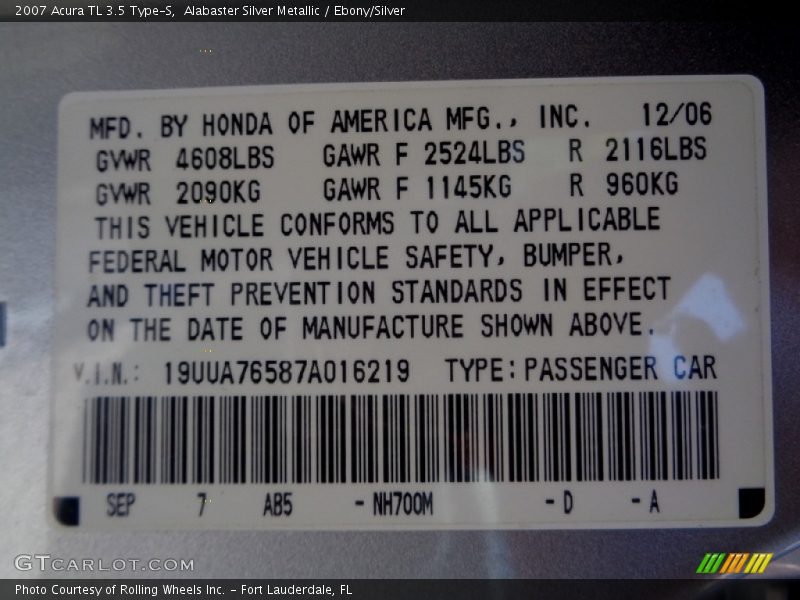 2007 Acura TL 3.5 Type-S,  Alabaster Silver Metallic / Ebony/Silver
MFD. BY HONDA OF AMERICA MFG., INC. 12/06
GVWR 4608LBS GAWR F 2524LBS R 2116LBS
GVWR 2090KG GAWR F 1145KG R 960KG
THIS VEHICLE CONFORMS TO ALL APPLICABLE
FEDERAL MOTOR VEHICLE SAFETY, BUMPER,
AND THEFT PREVENTION STANDARDS IN EFFECT
ON THE DATE OF MANUFACTURE SHOWN ABOVE.
V.I.N.: 19UUA76587A016219 TYPE: PASSENGER CAR
SEP 7 AB5 - NH700M - D - A
GTCARLOT.COM
Photo Courtesy of Rolling Wheels Inc. – Fort Lauderdale, FL